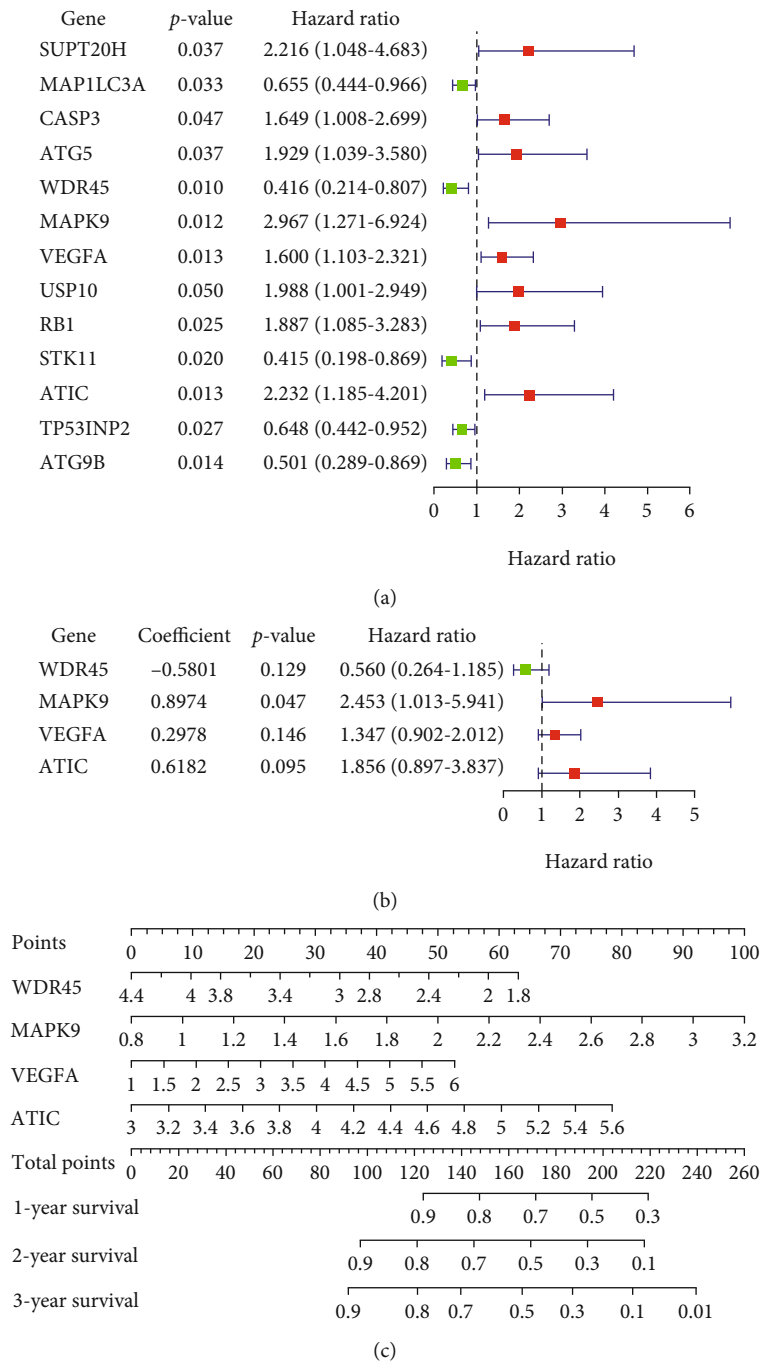 Gene p-value Hazard ratio
SUPT20H 0.037 2.216 (1.048-4.683)
MAP1LC3A 0.033 0.655 (0.444-0.966)
CASP3 0.047 1.649 (1.008-2.699)
ATG5 0.037 1.929 (1.039-3.580)
WDR45 0.010 0.416 (0.214-0.807)
MAPK9 0.012 2.967 (1.271-6.924)
VEGFA 0.013 1.600 (1.103-2.321)
USP10 0.050 1.988 (1.001-2.949)
RB1 0.025 1.887 (1.085-3.283)
STK11 0.020 0.415 (0.198-0.869)
ATIC 0.013 2.232 (1.185-4.201)
TP53INP2 0.027 0.648 (0.442-0.952)
ATG9B 0.014 0.501 (0.289-0.869)
0 1 2 3 4 5 6
Hazard ratio
(a)
Gene Coefficient p-value Hazard ratio
WDR45 –0.5801 0.129 0.560 (0.264-1.185)
MAPK9 0.8974 0.047 2.453 (1.013-5.941)
VEGFA 0.2978 0.146 1.347 (0.902-2.012)
ATIC 0.6182 0.095 1.856 (0.897-3.837)
0 1 2 3 4 5
Hazard ratio
(b)
Points 0 10 20 30 40 50 60 70 80 90 100
WDR45 4.4 4 3.8 3.4 3 2.8 2.4 2 1.8
MAPK9 0.8 1 1.2 1.4 1.6 1.8 2 2.2 2.4 2.6 2.8 3 3.2
VEGFA 1 1.5 2 2.5 3 3.5 4 4.5 5 5.5 6
ATIC 3 3.2 3.4 3.6 3.8 4 4.2 4.4 4.6 4.8 5 5.2 5.4 5.6
Total points 0 20 40 60 80 100 120 140 160 180 200 220 240 260
1-year survival 0.9 0.8 0.7 0.5 0.3
2-year survival 0.9 0.8 0.7 0.5 0.3 0.1
3-year survival 0.9 0.8 0.7 0.5 0.3 0.1 0.01
(c)